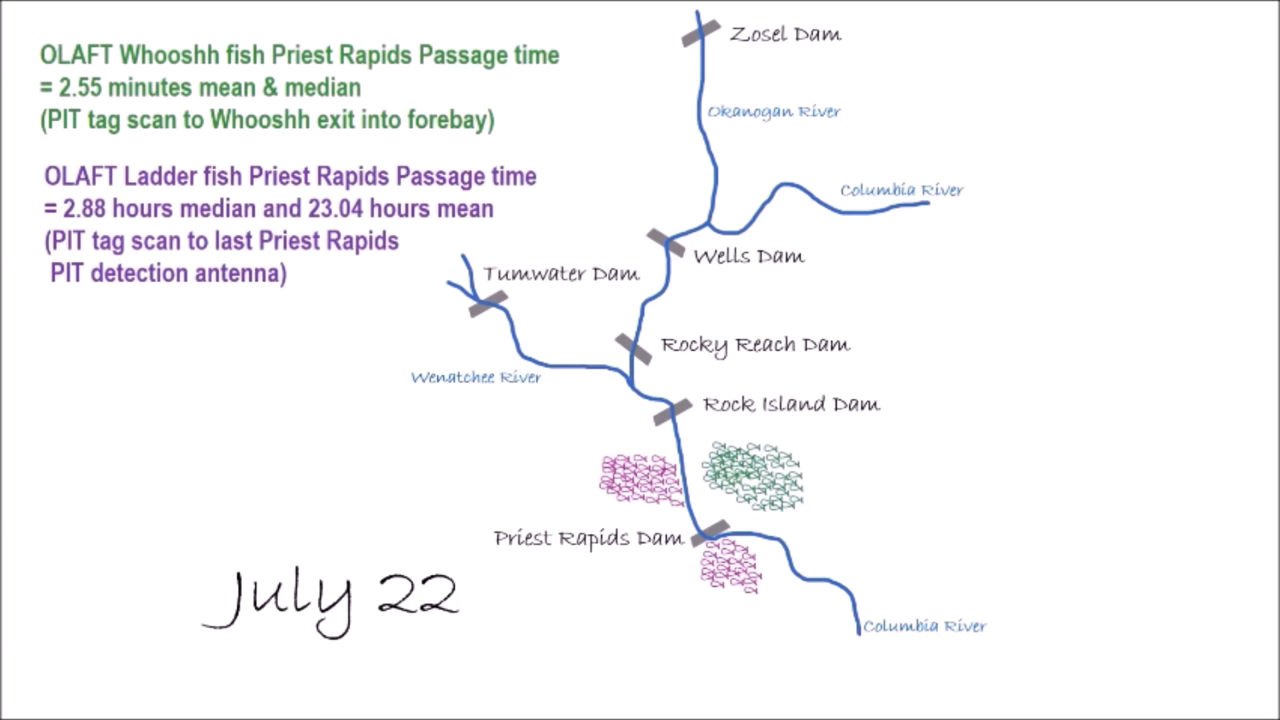 OLAFT Whooshh fish Priest Rapids Passage time
= 2.55 minutes mean & median
(PIT tag scan to Whooshh exit into forebay)
OLAFT Ladder fish Priest Rapids Passage time
= 2.88 hours median and 23.04 hours mean
(PIT tag scan to last Priest Rapids
PIT detection antenna)
Zosel Dam
Okanogan River
Columbia River
Wells Dam
Tumwater Dam
Rocky Reach Dam
Wenatchee River
Rock Island Dam
Priest Rapids Dam
July 22
Columbia River